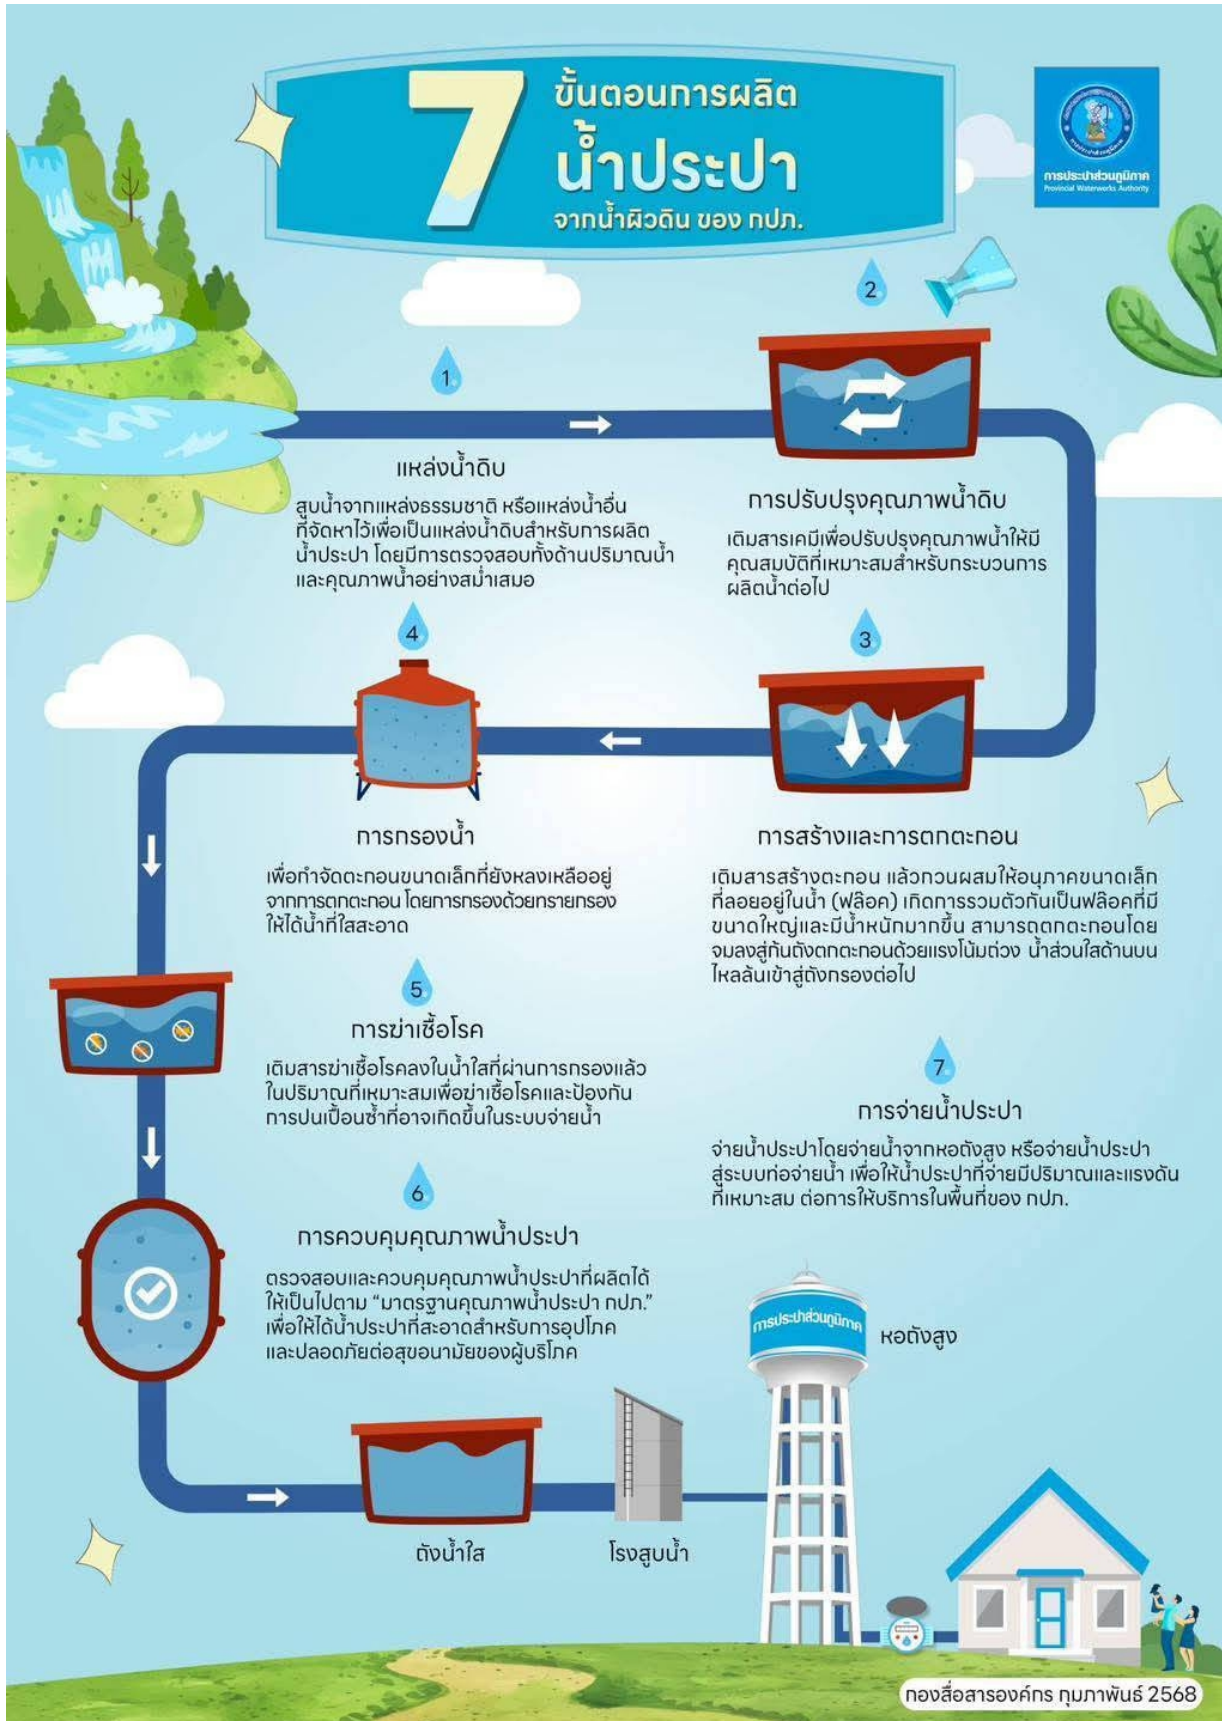 7
ขั้นตอนการผลิต
น้ำประปา
จากน้ำผิวดิน ของ กปภ.
การประปาส่วนภูมิภาค
Provincial Waterworks Authority
1.
แหล่งน้ำดิบ
สูบน้ำจากแหล่งธรรมชาติ หรือแหล่งน้ำอื่น
ที่จัดหาไว้เพื่อเป็นแหล่งน้ำดิบสำหรับการผลิต
น้ำประปา โดยมีการตรวจสอบทั้งด้านปริมาณน้ำ
และคุณภาพน้ำอย่างสม่ำเสมอ
2.
การปรับปรุงคุณภาพน้ำดิบ
เติมสารเคมีเพื่อปรับปรุงคุณภาพน้ำให้มี
คุณสมบัติที่เหมาะสมสำหรับกระบวนการ
ผลิตน้ำต่อไป
3.
การสร้างและการตกตะกอน
เติมสารสร้างตะกอน แล้วกวนผสมให้อนุภาคขนาดเล็ก
ที่ลอยอยู่ในน้ำ (ฟล๊อค) เกิดการรวมตัวกันเป็นฟล๊อคที่มี
ขนาดใหญ่และมีน้ำหนักมากขึ้น สามารถตกตะกอนโดย
จมลงสู่ก้นถังตกตะกอนด้วยแรงโน้มถ่วง น้ำส่วนใสด้านบน
ไหลล้นเข้าสู่ถังกรองต่อไป
4.
การกรองน้ำ
เพื่อกำจัดตะกอนขนาดเล็กที่ยังหลงเหลืออยู่
จากการตกตะกอน โดยการกรองด้วยทรายกรอง
ให้ได้น้ำที่ใสสะอาด
5.
การฆ่าเชื้อโรค
เติมสารฆ่าเชื้อโรคลงในน้ำใสที่ผ่านการกรองแล้ว
ในปริมาณที่เหมาะสมเพื่อฆ่าเชื้อโรคและป้องกัน
การปนเปื้อนซ้ำที่อาจเกิดขึ้นในระบบจ่ายน้ำ
6.
การควบคุมคุณภาพน้ำประปา
ตรวจสอบและควบคุมคุณภาพน้ำประปาที่ผลิตได้
ให้เป็นไปตาม “มาตรฐานคุณภาพน้ำประปา กปภ.”
เพื่อให้ได้น้ำประปาที่สะอาดสำหรับการอุปโภค
และปลอดภัยต่อสุขอนามัยของผู้บริโภค
7.
การจ่ายน้ำประปา
จ่ายน้ำประปาโดยจ่ายน้ำจากหอถังสูง หรือจ่ายน้ำประปา
สู่ระบบท่อจ่ายน้ำ เพื่อให้น้ำประปาที่จ่ายมีปริมาณและแรงดัน
ที่เหมาะสม ต่อการให้บริการในพื้นที่ของ กปภ.
การประปาส่วนภูมิภาค
หอถังสูง
ถังน้ำใส
โรงสูบน้ำ
กองสื่อสารองค์กร กุมภาพันธ์ 2568